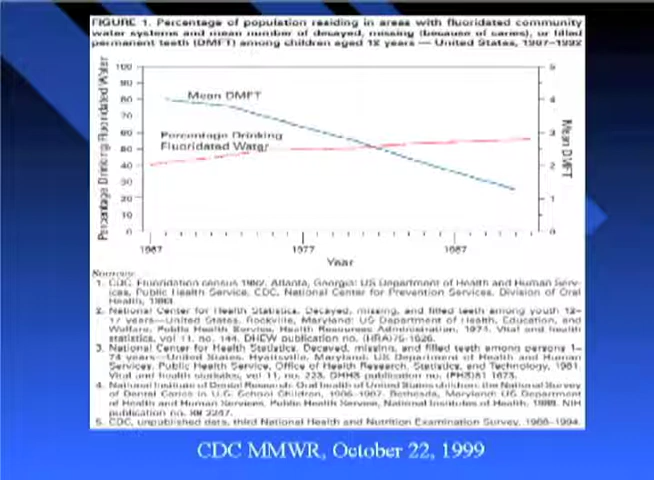 FIGURE 1. Percentage of population residing in areas with fluoridated community
water systems and mean number of decayed, missing (because of caries), or filled
permanent teeth (DMFT) among children aged 12 years — United States, 1967–1992
Percentage Drinking Fluoridated Water
100
90
80
70
60
50
40
30
20
10
0
Mean DMFT
Percentage Drinking
Fluoridated Water
5
4
3
2
1
0
Mean DMFT
1967
1977
1987
Year
Sources:
1. CDC. Fluoridation census 1992. Atlanta, Georgia: US Department of Health and Human Serv-
ices, Public Health Service, CDC, National Center for Prevention Services, Division of Oral
Health, 1993.
2. National Center for Health Statistics. Decayed, missing, and filled teeth among youth 12–
17 years—United States. Rockville, Maryland: US Department of Health, Education, and
Welfare, Public Health Service, Health Resources Administration, 1974. Vital and health
statistics, vol 11, no. 144. DHEW publication no. (HRA)75-1626.
3. National Center for Health Statistics. Decayed, missing, and filled teeth among persons 1–
74 years—United States. Hyattsville, Maryland: US Department of Health and Human
Services, Public Health Service, Office of Health Research, Statistics, and Technology, 1981.
Vital and health statistics, vol 11, no. 223. DHHS publication no. (PHS)81-1673.
4. National Institute of Dental Research. Oral health of United States children: the National Survey
of Dental Caries in U.S. School Children, 1986–1987. Bethesda, Maryland: US Department
of Health and Human Services, Public Health Service, National Institutes of Health, 1989. NIH
publication no. 89-2247.
5. CDC, unpublished data, third National Health and Nutrition Examination Survey, 1988–1994.
CDC MMWR, October 22, 1999